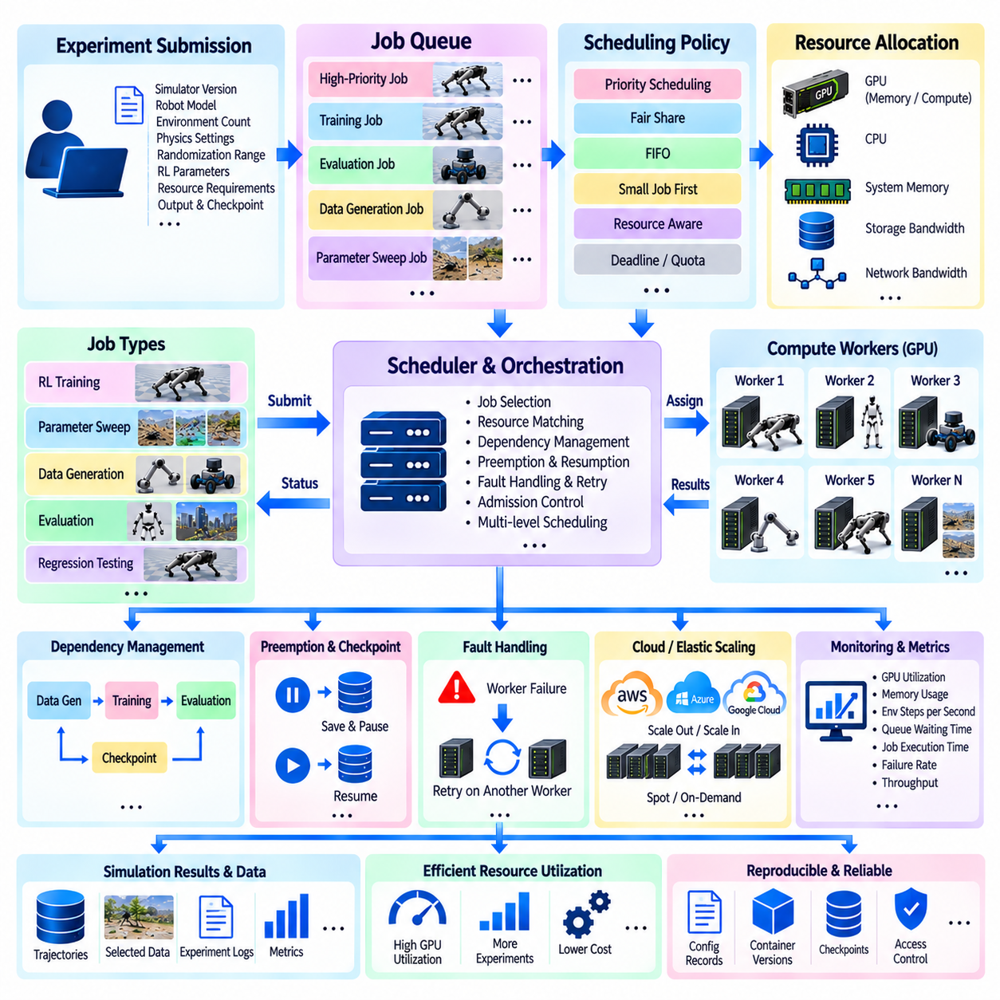 Experiment Submission
Simulator Version
Robot Model
Environment Count
Physics Settings
Randomization Range
RL Parameters
Resource Requirements
Output & Checkpoint
...
Job Queue
High-Priority Job
...
Training Job
...
Evaluation Job
...
Data Generation Job
...
Parameter Sweep Job
...
...
Scheduling Policy
Priority Scheduling
Fair Share
FIFO
Small Job First
Resource Aware
Deadline / Quota
...
Resource Allocation
GPU
GPU
(Memory / Compute)
CPU
System Memory
Storage Bandwidth
Network Bandwidth
...
Job Types
RL Training
Parameter Sweep
Data Generation
Evaluation
Regression Testing
...
Submit
Status
Scheduler & Orchestration
• Job Selection
• Resource Matching
• Dependency Management
• Preemption & Resumption
• Fault Handling & Retry
• Admission Control
• Multi-level Scheduling
...
Assign
Results
Compute Workers (GPU)
Worker 1
Worker 2
Worker 3
Worker 4
Worker 5
Worker N
...
Dependency Management
Data Gen
Training
Evaluation
Checkpoint
...
Preemption & Checkpoint
Save & Pause
Resume
...
Fault Handling
Worker Failure
Retry on Another Worker
...
Cloud / Elastic Scaling
aws
Azure
Google Cloud
Scale Out / Scale In
Spot / On-Demand
...
Monitoring & Metrics
• GPU Utilization
• Memory Usage
• Env Steps per Second
• Queue Waiting Time
• Job Execution Time
• Failure Rate
• Throughput
...
Simulation Results & Data
Trajectories
Selected Data
Experiment Logs
Metrics
...
Efficient Resource Utiization
High GPU
Utilization
More
Experiments
Lower Cost
...
Reproducible & Reliable
Config
Records
Container
Versions
Checkpoints
Access
Control
...